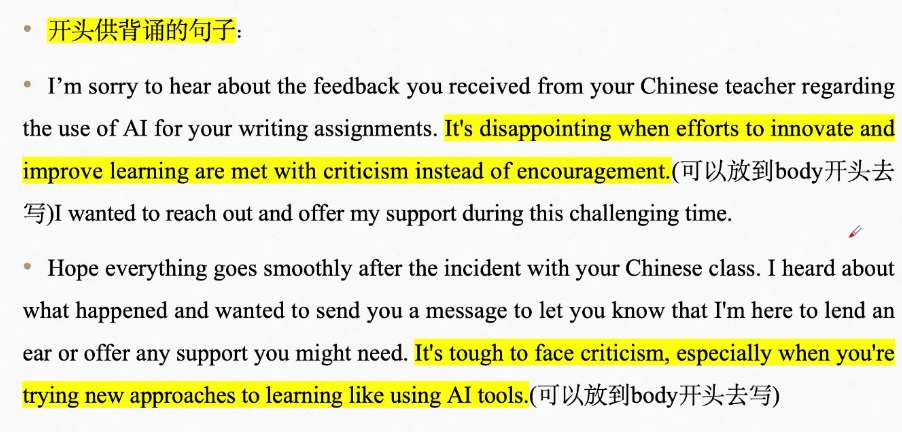 • 开头供背诵的句子:
• I’m sorry to hear about the feedback you received from your Chinese teacher regarding
the use of AI for your writing assignments. It's disappointing when efforts to innovate and
improve learning are met with criticism instead of encouragement.(可以放到body开头去
写)I wanted to reach out and offer my support during this challenging time.
• Hope everything goes smoothly after the incident with your Chinese class. I heard about
what happened and wanted to send you a message to let you know that I'm here to lend an
ear or offer any support you might need. It's tough to face criticism, especially when you're
trying new approaches to learning like using AI tools.(可以放到body开头去写)